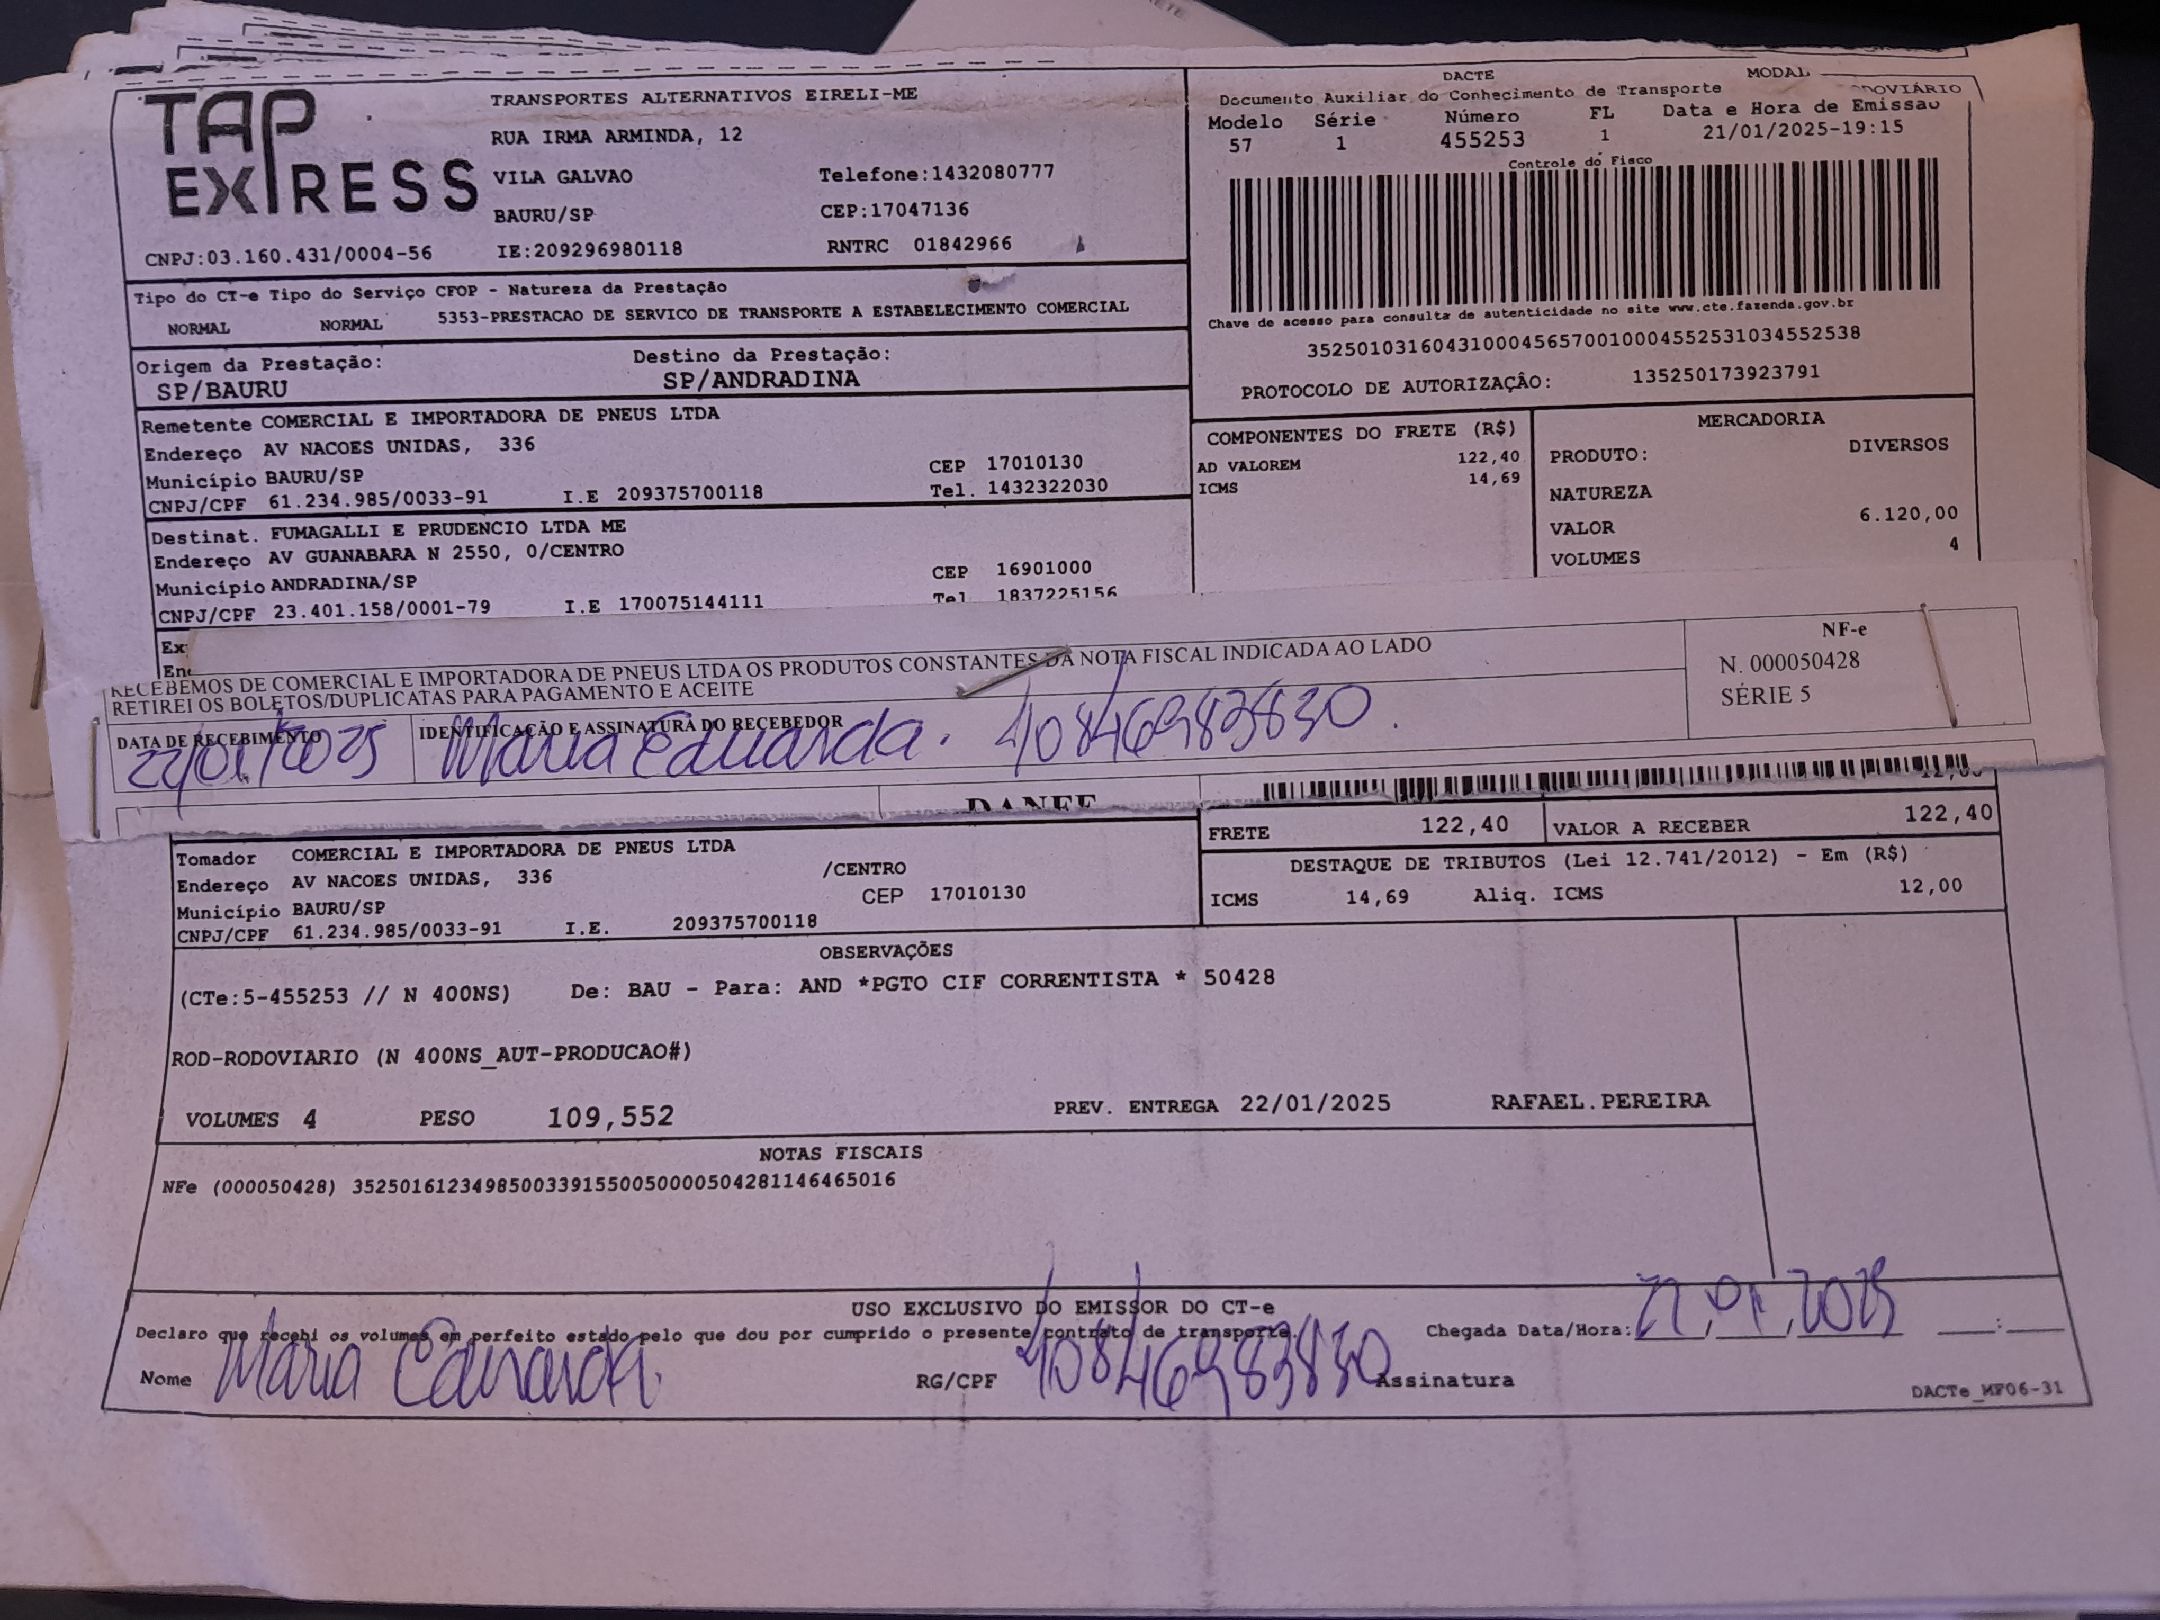 TAP EXPRESS
TRANSPORTES ALTERNATIVOS EIRELI-ME
RUA IRMA ARMINDA, 12
VILA GALVAO Telefone:1432080777
BAURU/SP CEP:17047136
CNPJ:03.160.431/0004-56 IE:209296980118 RNTRC 01842966
DACTE MODAL
Documento Auxiliar do Conhecimento de Transporte
Modelo Série Número FL Data e Hora de Emissao
57 1 455253 1 21/01/2025-19:15
Controle do Fisco
Chave de acesso para consulta de autenticidade no site www.cte.fazenda.gov.br
35250103160431000456570010004552531034552538
PROTOCOLO DE AUTORIZAÇÂO: 135250173923791
Tipo do CT-e Tipo do Serviço CFOP - Natureza da Prestação
NORMAL NORMAL 5353-PRESTACAO DE SERVICO DE TRANSPORTE A ESTABELECIMENTO COMERCIAL
Origem da Prestação: Destino da Prestação:
SP/BAURU SP/ANDRADINA
Remetente COMERCIAL E IMPORTADORA DE PNEUS LTDA
Endereço AV NACOES UNIDAS, 336
Município BAURU/SP CEP 17010130
CNPJ/CPF 61.234.985/0033-91 I.E 209375700118 Tel. 1432322030
Destinat. FUMAGALLI E PRUDENCIO LTDA ME
Endereço AV GUANABARA N 2550, 0/CENTRO
Município ANDRADINA/SP CEP 16901000
CNPJ/CPF 23.401.158/0001-79 I.E 170075144111 Tel 1837225156
COMPONENTES DO FRETE (R$)
AD VALOREM 122,40
ICMS 14,69
MERCADORIA
PRODUTO: DIVERSOS
NATUREZA
VALOR 6.120,00
VOLUMES 4
RECEBEMOS DE COMERCIAL E IMPORTADORA DE PNEUS LTDA OS PRODUTOS CONSTANTES DA NOTA FISCAL INDICADA AO LADO
RETIREI OS BOLETOS/DUPLICATAS PARA PAGAMENTO E ACEITE
NF-e
N. 000050428
SÉRIE 5
DATA DE RECEBIMENTO IDENTIFICAÇÃO E ASSINATURA DO RECEBEDOR
22/01/2025 Maria Eduarda. 40846983830.
DANFE
FRETE 122,40 VALOR A RECEBER 122,40
DESTAQUE DE TRIBUTOS (Lei 12.741/2012) - Em (R$)
ICMS 14,69 Aliq. ICMS 12,00
Tomador COMERCIAL E IMPORTADORA DE PNEUS LTDA
Endereço AV NACOES UNIDAS, 336 /CENTRO
Município BAURU/SP CEP 17010130
CNPJ/CPF 61.234.985/0033-91 I.E. 209375700118
OBSERVAÇÕES
(CTe:5-455253 // N 400NS) De: BAU - Para: AND *PGTO CIF CORRENTISTA * 50428
ROD-RODOVIARIO (N 400NS_AUT-PRODUCAO#)
VOLUMES 4 PESO 109,552 PREV. ENTREGA 22/01/2025 RAFAEL.PEREIRA
NOTAS FISCAIS
NFe (000050428) 35250161234985003391550050000504281146465016
USO EXCLUSIVO DO EMISSOR DO CT-e
Declaro que recebi os volumes em perfeito estado pelo que dou por cumprido o presente contrato de transporte. Chegada Data/Hora: 22,01,2025 __:__
Nome Maria Eduarda. RG/CPF 40846983830 Assinatura
DACTe_MF06-31